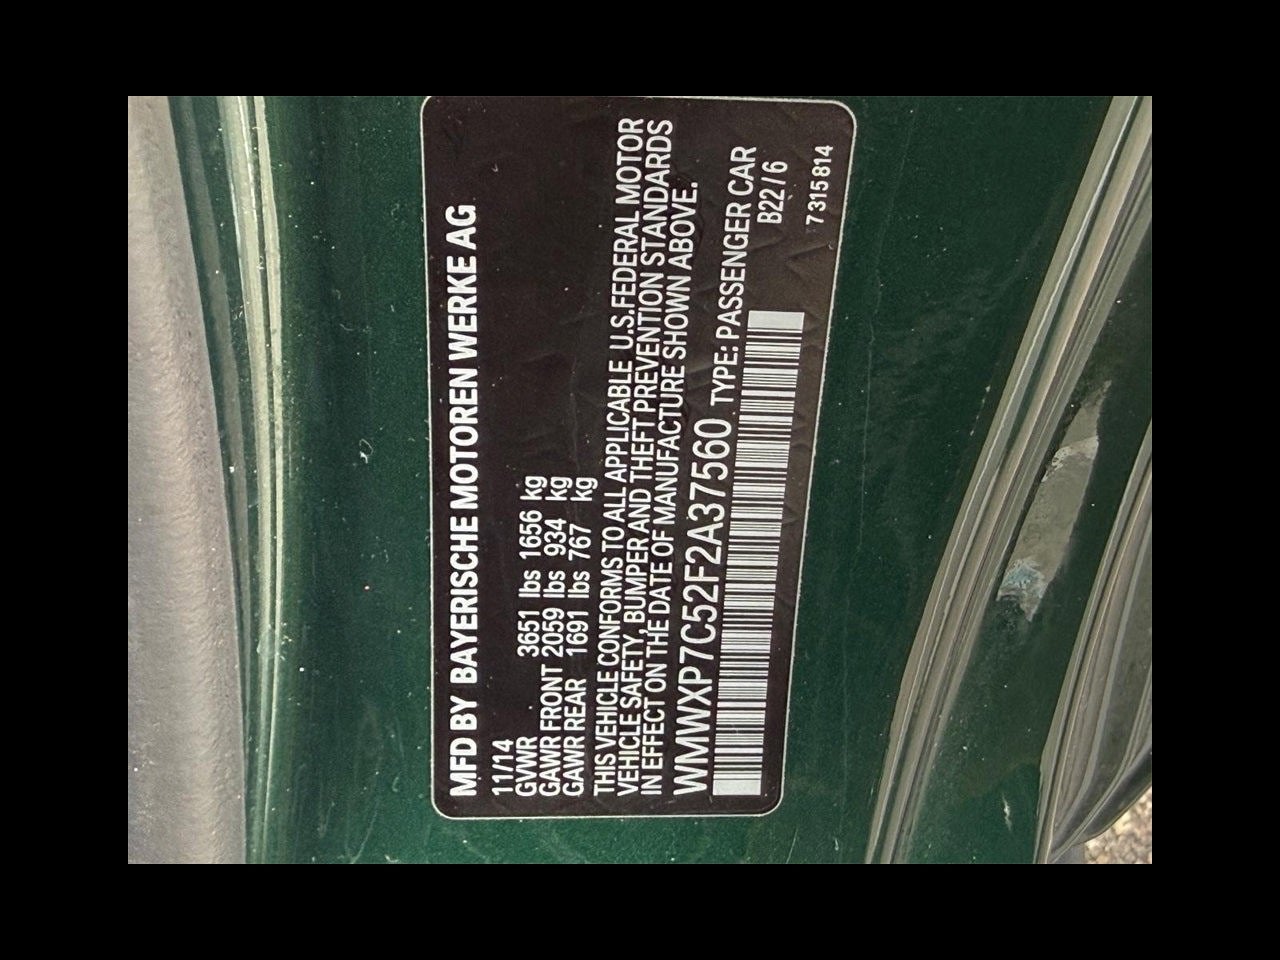 MFD BY BAYERISCHE MOTOREN WERKE AG
11/14
GVWR 3651 lbs 1656 kg
GAWR FRONT 2059 lbs 934 kg
GAWR REAR 1691 lbs 767 kg
THIS VEHICLE CONFORMS TO ALL APPLICABLE U.S.FEDERAL MOTOR
VEHICLE SAFETY, BUMPER AND THEFT PREVENTION STANDARDS
IN EFFECT ON THE DATE OF MANUFACTURE SHOWN ABOVE.
WMWXP7C52F2A37560 TYPE: PASSENGER CAR
B22/6
7315814